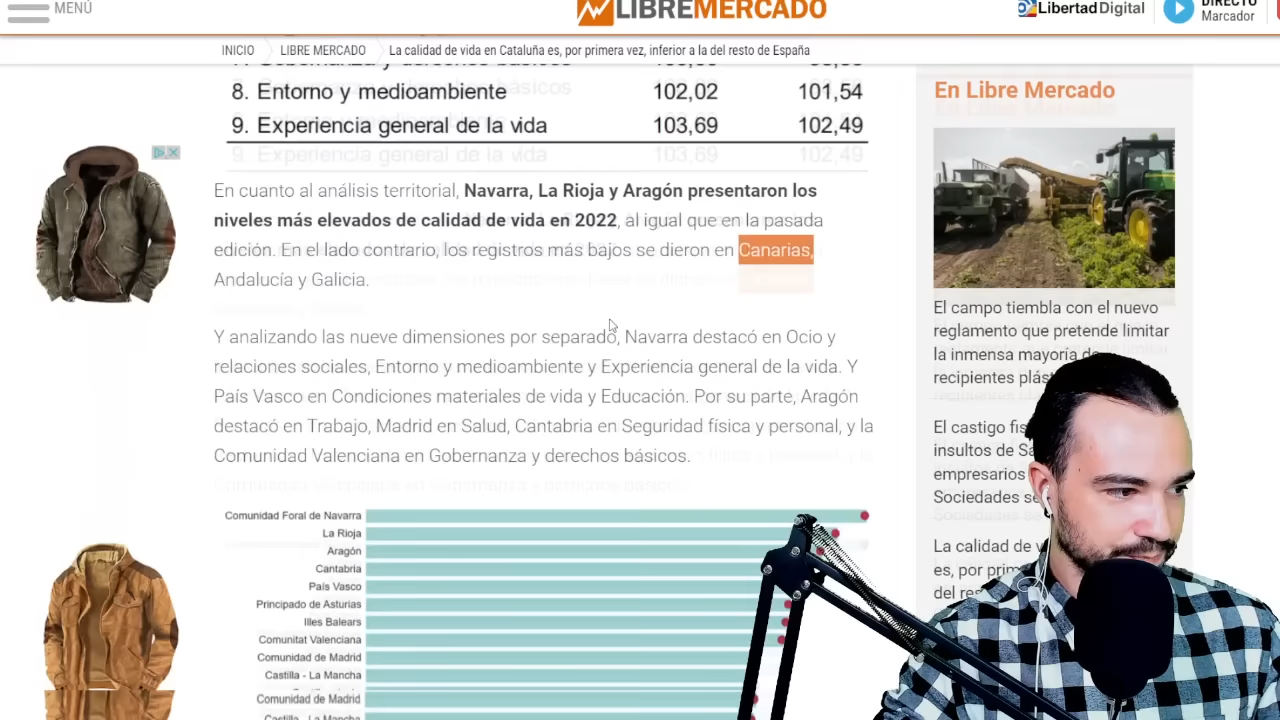 MENÚ
LIBREMERCADO
Libertad Digital
DIRECTO
Marcador
INICIO
LIBRE MERCADO
La calidad de vida en Cataluña es, por primera vez, inferior a la del resto de España
8. Entorno y medioambiente 102,02 101,54
9. Experiencia general de la vida 103,69 102,49
En cuanto al análisis territorial, Navarra, La Rioja y Aragón presentaron los
niveles más elevados de calidad de vida en 2022, al igual que en la pasada
edición. En el lado contrario, los registros más bajos se dieron en Canarias,
Andalucía y Galicia.
Y analizando las nueve dimensiones por separado, Navarra destacó en Ocio y
relaciones sociales, Entorno y medioambiente y Experiencia general de la vida. Y
País Vasco en Condiciones materiales de vida y Educación. Por su parte, Aragón
destacó en Trabajo, Madrid en Salud, Cantabria en Seguridad física y personal, y la
Comunidad Valenciana en Gobernanza y derechos básicos.
Comunidad Foral de Navarra
La Rioja
Aragón
Cantabria
País Vasco
Principado de Asturias
Illes Balears
Comunitat Valenciana
Comunidad de Madrid
Castilla - La Mancha
Comunidad de Madrid
Castilla - La Mancha
En Libre Mercado
El campo tiembla con el nuevo
reglamento que pretende limitar
la inmensa mayoría de
recipientes
El castigo
insultos de
empresarios
Sociedades
La calidad de
es,